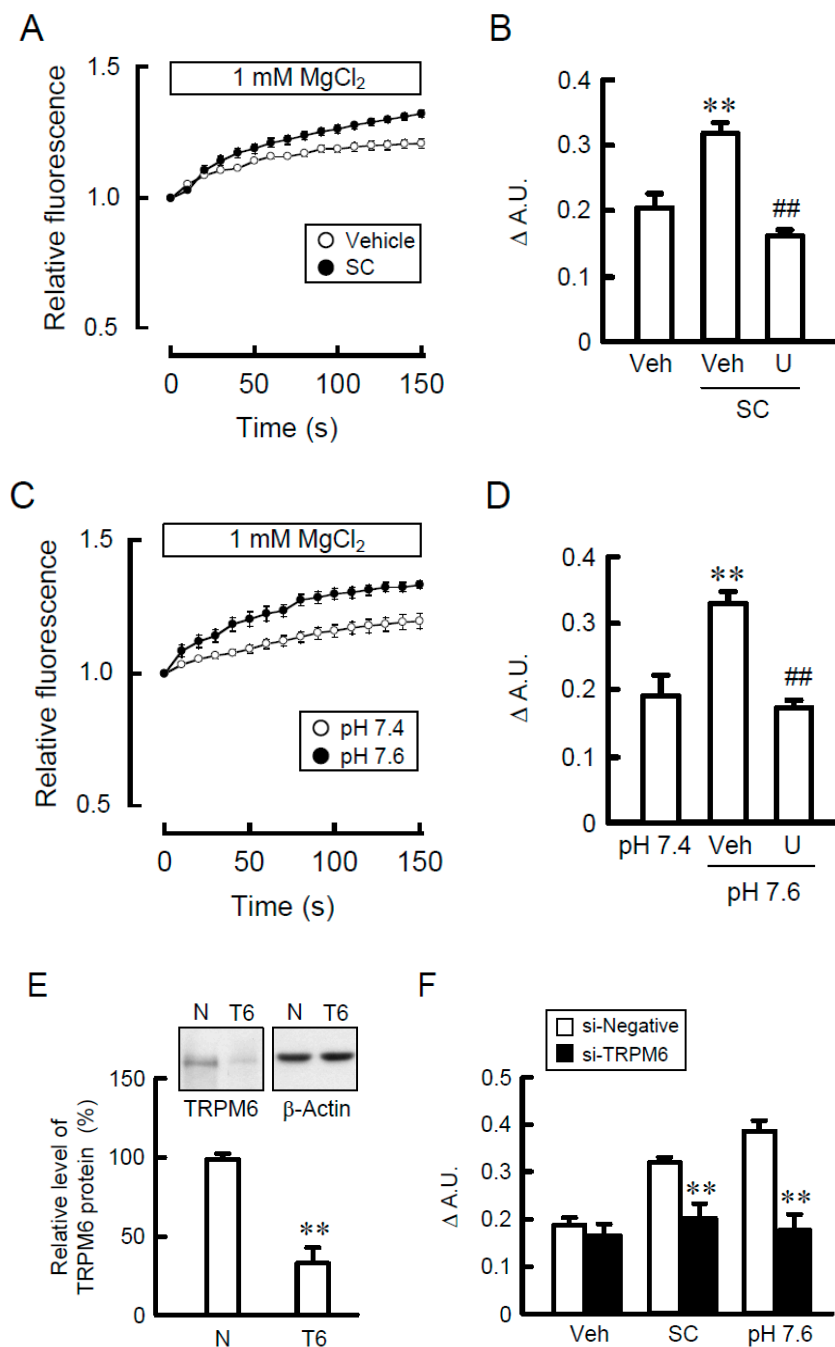 A
1.5
1.0
0.5
Relative fluorescence
1 mM MgCl₂
Vehicle
SC
0 50 100 150
Time (s)
B
0.4
0.3
0.2
0.1
0
Δ A.U.
**
##
Veh Veh U
SC
C
1.5
1.0
0.5
Relative fluorescence
1 mM MgCl₂
pH 7.4
pH 7.6
0 50 100 150
Time (s)
D
0.4
0.3
0.2
0.1
0
Δ A.U.
**
##
pH 7.4 Veh U
pH 7.6
E
N T6 N T6
TRPM6 β-Actin
150
100
50
0
Relative level of
TRPM6 protein (%)
**
N T6
F
si-Negative
si-TRPM6
0.5
0.4
0.3
0.2
0.1
0
Δ A.U.
**
**
Veh SC pH 7.6